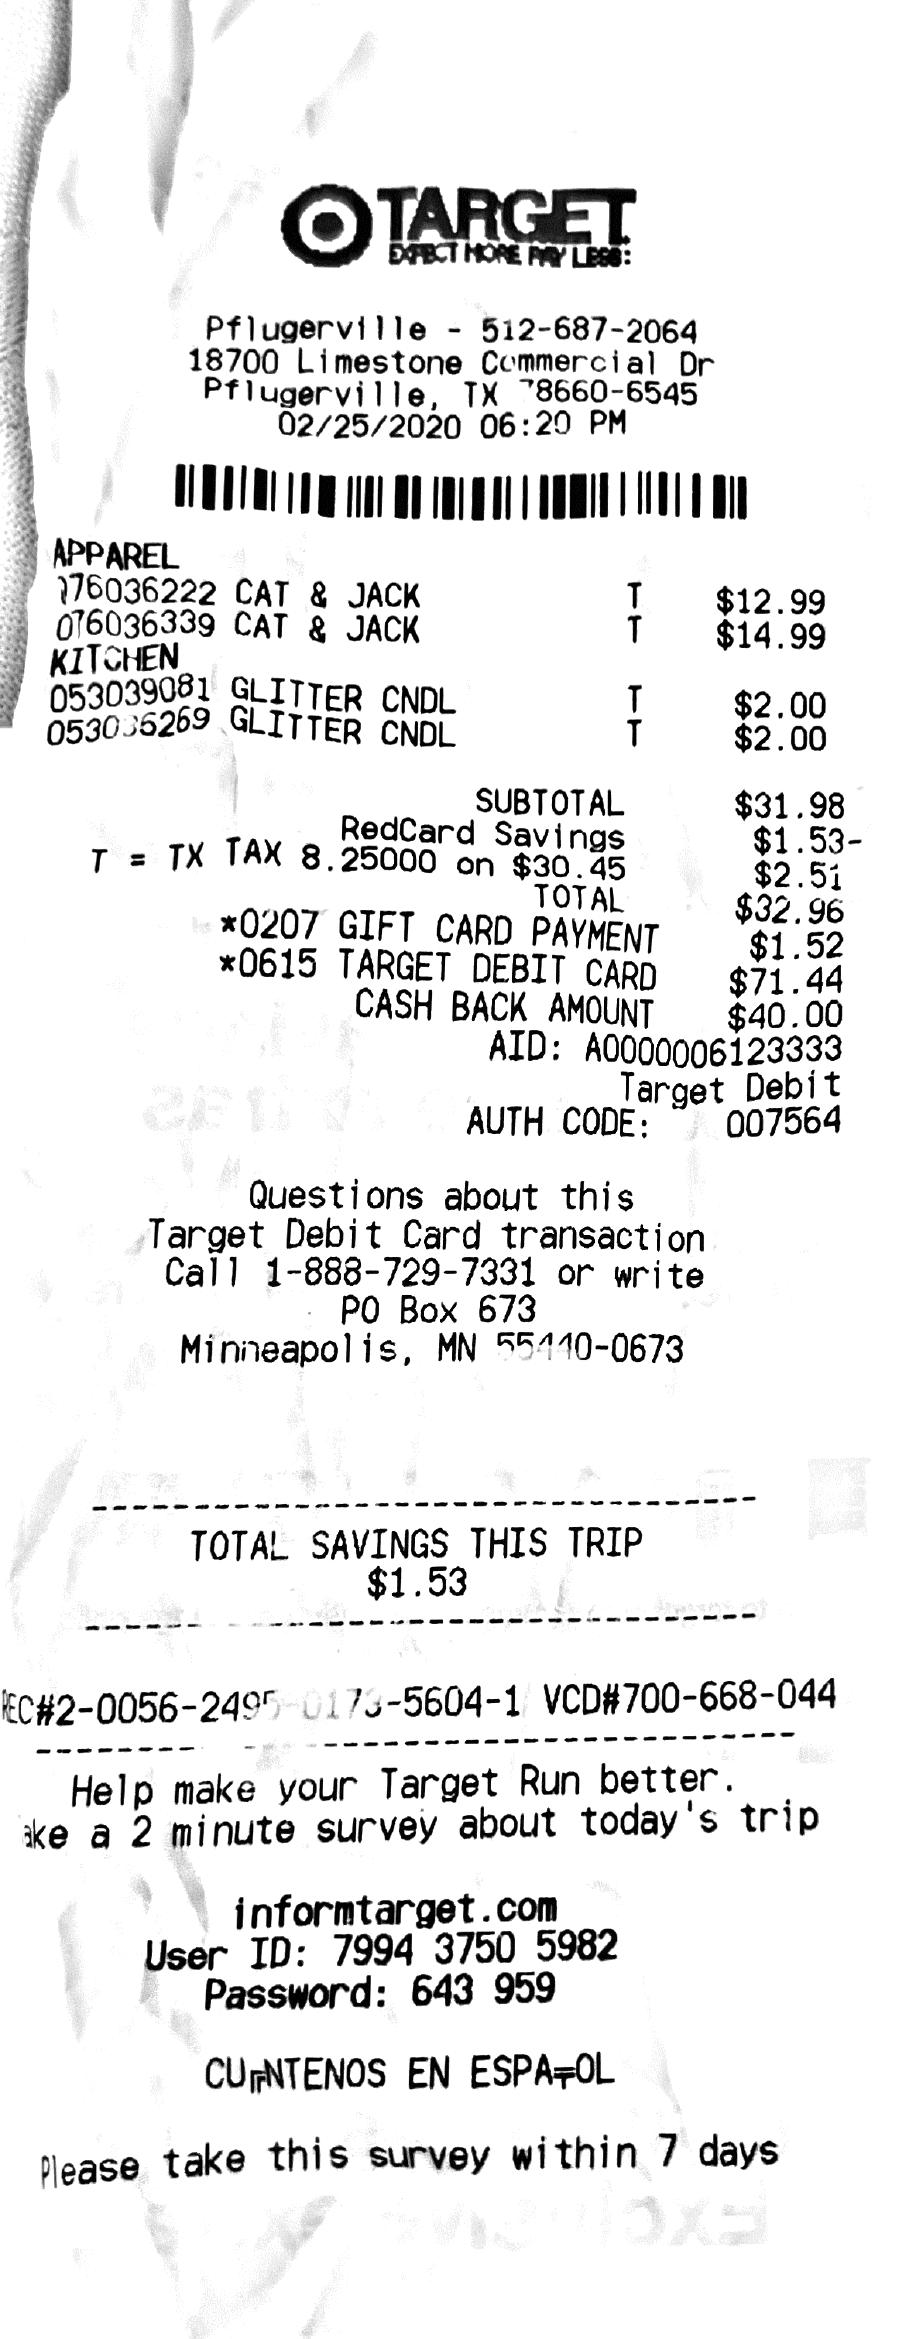 TARGET
EXPECT MORE PAY LESS:
Pflugerville - 512-687-2064
18700 Limestone Commercial Dr
Pflugerville, TX 78660-6545
02/25/2020 06:20 PM
APPAREL
076036222 CAT & JACK T $12.99
076036339 CAT & JACK T $14.99
KITCHEN
053039081 GLITTER CNDL T $2.00
053036269 GLITTER CNDL T $2.00
SUBTOTAL $31.98
RedCard Savings $1.53-
T = TX TAX 8.25000 on $30.45 $2.51
TOTAL $32.96
*0207 GIFT CARD PAYMENT $1.52
*0615 TARGET DEBIT CARD $71.44
CASH BACK AMOUNT $40.00
AID: A0000006123333
Target Debit
AUTH CODE: 007564
Questions about this
Target Debit Card transaction
Call 1-888-729-7331 or write
PO Box 673
Minneapolis, MN 55440-0673
TOTAL SAVINGS THIS TRIP
$1.53
REC#2-0056-2495-0173-5604-1 VCD#700-668-044
Help make your Target Run better.
ake a 2 minute survey about today's trip
informtarget.com
User ID: 7994 3750 5982
Password: 643 959
EN
Please take this survey within 7 days